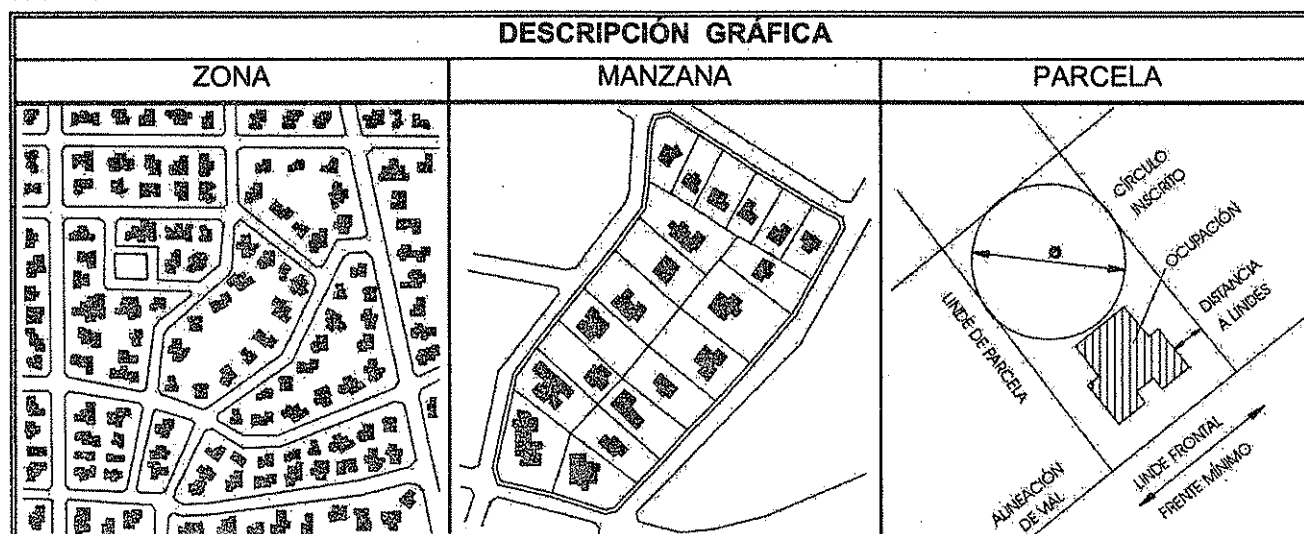 DESCRIPCIÓN GRÁFICA
ZONA
MANZANA
PARCELA
CÍRCULO
INSCRITO
Ø
OCUPACIÓN
DISTANCIA
A LINDES
LINDE DE PARCELA
LINDE FRONTAL
FRENTE MÍNIMO
ALINEACIÓN
DE VIAL